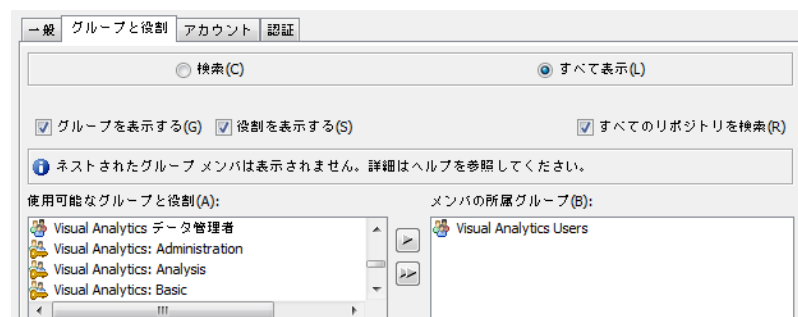 一般 グループと役割 アカウント 認証
検索(C) すべて表示(L)
グループを表示する(G) 役割を表示する(S) すべてのリポジトリを検索(R)
ネストされたグループ メンバは表示されません。詳細はヘルプを参照してください。
使用可能なグループと役割(A): メンバの所属グループ(B):
Visual Analytics データ管理者
Visual Analytics: Administration
Visual Analytics: Analysis
Visual Analytics: Basic
Visual Analytics Users